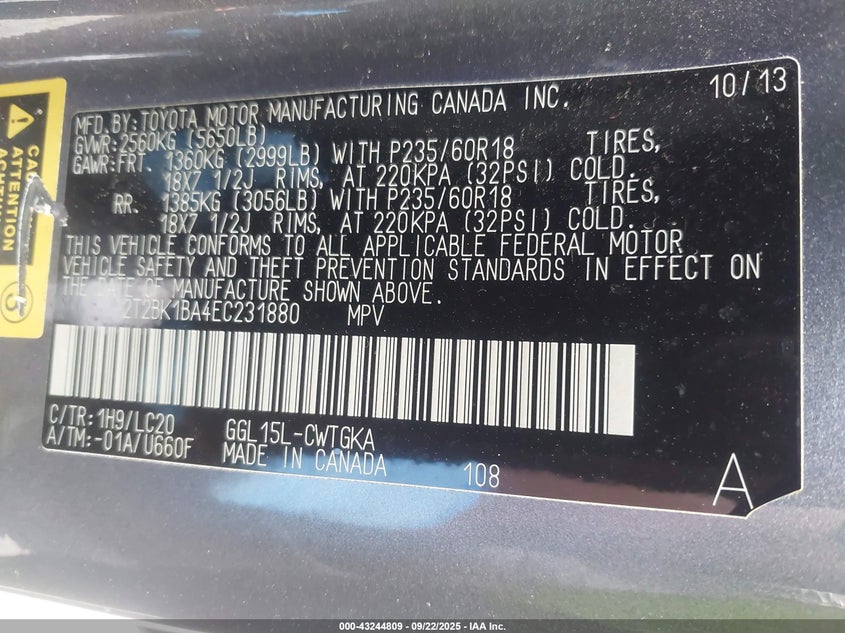 10/13
MFD.BY: TOYOTA MOTOR MANUFACTURING CANADA INC.
GVWR: 2560KG (5650LB)
GAWR: FRT. 1360KG (2999LB) WITH P235/60R18 TIRES,
18X7 1/2J RIMS, AT 220KPA (32PSI) COLD.
RR. 1385KG (3056LB) WITH P235/60R18 TIRES,
18X7 1/2J RIMS, AT 220KPA (32PSI) COLD.
THIS VEHICLE CONFORMS TO ALL APPLICABLE FEDERAL MOTOR
VEHICLE SAFETY AND THEFT PREVENTION STANDARDS IN EFFECT ON
THE DATE OF MANUFACTURE SHOWN ABOVE.
2T2BK1BA4EC231880 MPV
C/TR: 1H9/LC20 GGL15L-CWTGKA
A/TM: -01A/U660F MADE IN CANADA 108
A
ATTENTION
000-43244809 - 09/22/2025 - IAA Inc.